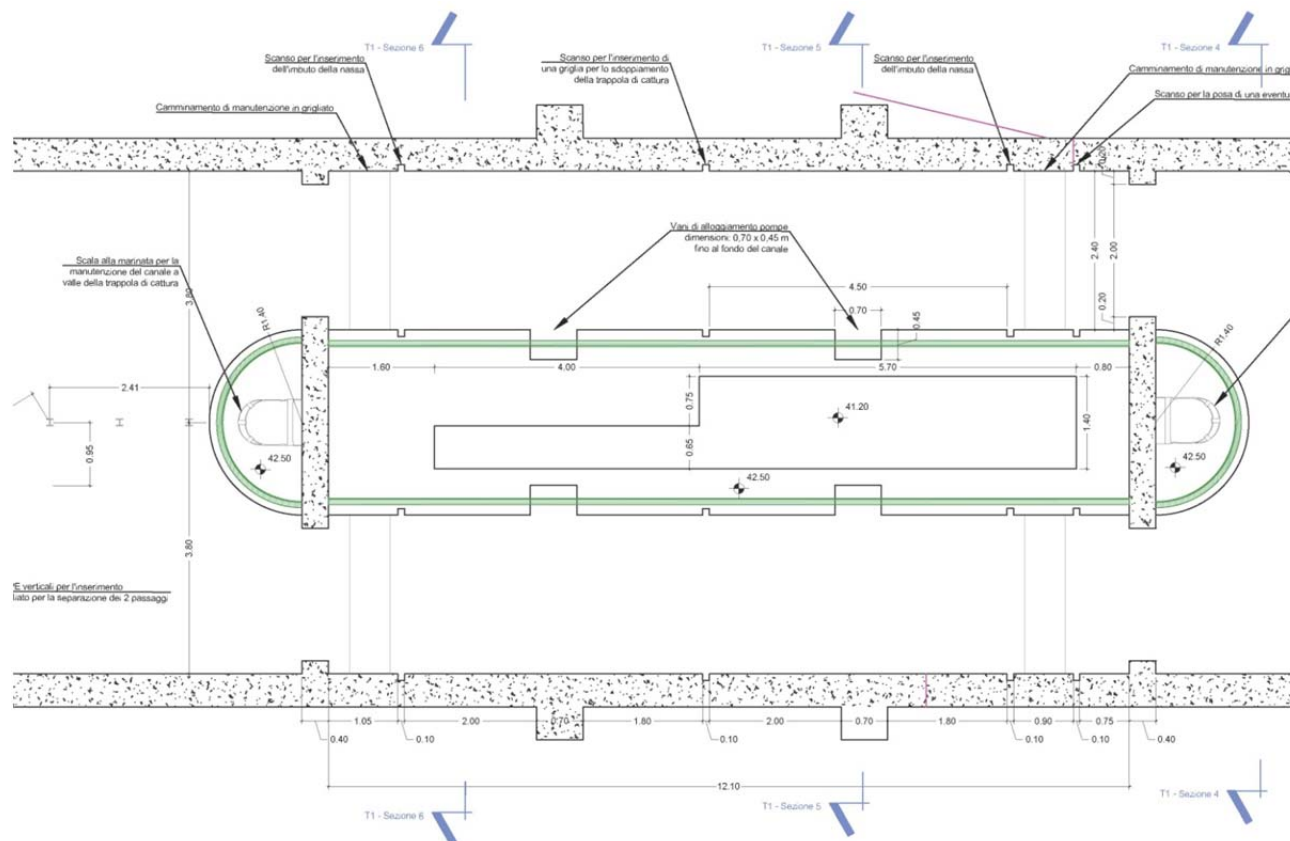 T1 - Sezione 6
T1 - Sezione 5
T1 - Sezione 4
Scanso per l'inserimento
dell'imbuto della nassa
Scanso per l'inserimento di
una griglia per lo sdoppiamento
della trappola di cattura
Scanso per l'inserimento
dell'imbuto della nassa
Camminamento di manutenzione in grig
Camminamento di manutenzione in grigliato
Scanso per la posa di una eventu
0.20
2.40
2.00
Vani di alloggiamento pompe
dimensioni: 0,70 x 0,45 m
fino al fondo del canale
Scala alla marinata per la
manutenzione del canale a
valle della trappola di cattura
3.80
4.50
0.70
0.45
0.20
R1.40
R1.40
1.60
4.00
5.70
0.80
2.41
0.75
41.20
1.40
0.95
0.65
42.50
42.50
42.50
3.80
PE verticali per l'inserimento
liato per la separazione dei 2 passaggi
1.05
2.00
0.70
1.80
2.00
0.70
1.80
0.90
0.75
0.40
0.10
0.10
0.10
0.10
0.40
12.10
T1 - Sezione 6
T1 - Sezione 5
T1 - Sezione 4